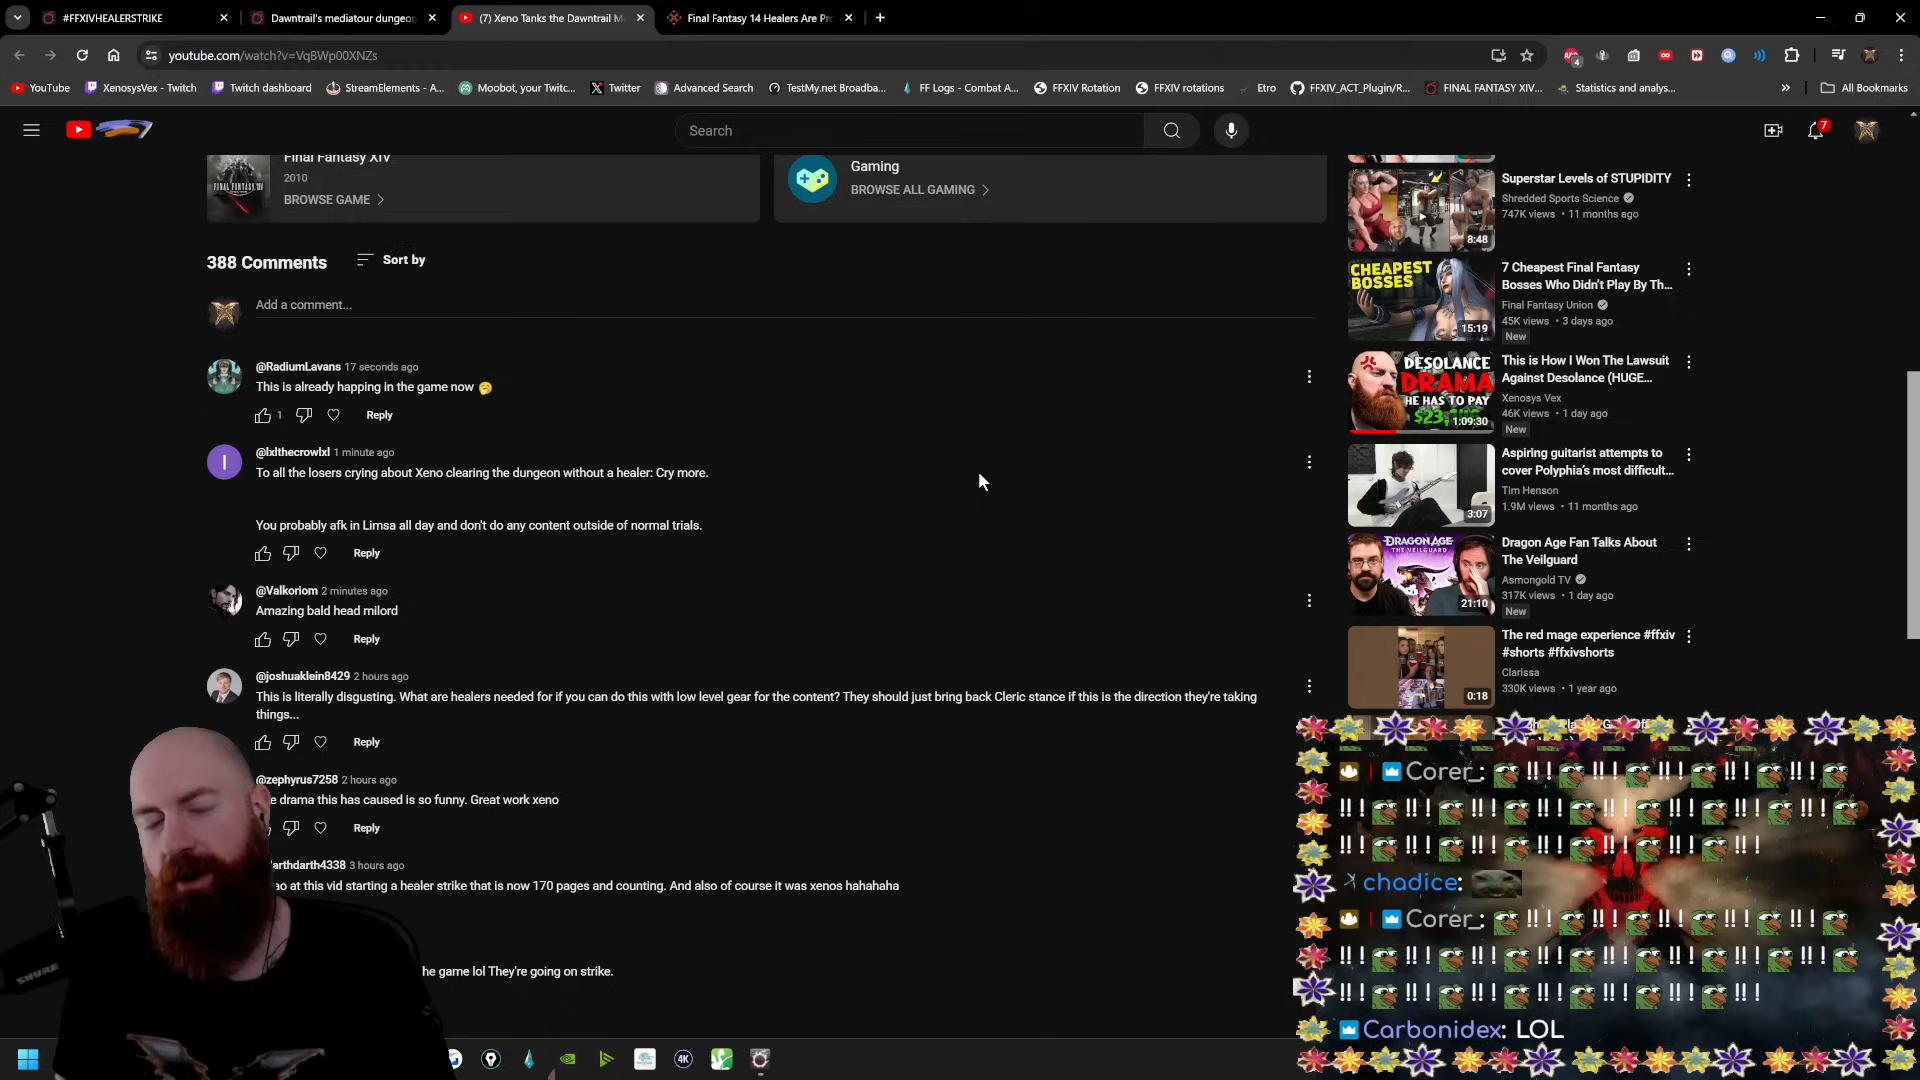 #FFXIVHEALERSTRIKE
Dawntrail's mediatour dungeon
(7) Xeno Tanks the Dawntrail M
Final Fantasy 14 Healers Are Pr
youtube.com/watch?v=VqBWp00XNZs
YouTube
XenosysVex - Twitch
Twitch dashboard
StreamElements - A...
Moobot, your Twitc...
Twitter
Advanced Search
TestMy.net Broadba...
FF Logs - Combat A...
FFXIV Rotation
FFXIV rotations
Etro
FFXIV_ACT_Plugin/R...
FINAL FANTASY XIV...
Statistics and analys...
All Bookmarks
Search
7
Final Fantasy XIV
2010
BROWSE GAME
Gaming
BROWSE ALL GAMING
388 Comments
Sort by
Add a comment...
@RadiumLavans 17 seconds ago
This is already happing in the game now
1
Reply
@lxlthecrowlxl 1 minute ago
To all the losers crying about Xeno clearing the dungeon without a healer: Cry more.
You probably afk in Limsa all day and don't do any content outside of normal trials.
Reply
@Valkoriom 2 minutes ago
Amazing bald head milord
Reply
@joshuaklein8429 2 hours ago
This is literally disgusting. What are healers needed for if you can do this with low level gear for the content? They should just bring back Cleric stance if this is the direction they're taking
things...
Reply
@zephyrus7258 2 hours ago
e drama this has caused is so funny. Great work xeno
Reply
arthdarth4338 3 hours ago
ao at this vid starting a healer strike that is now 170 pages and counting. And also of course it was xenos hahahaha
he game lol They're going on strike.
SHURE
Superstar Levels of STUPIDITY
Shredded Sports Science
747K views • 11 months ago
8:48
CHEAPEST
BOSSES
15:19
7 Cheapest Final Fantasy
Bosses Who Didn't Play By Th...
Final Fantasy Union
45K views • 3 days ago
New
DESOLANCE
DRAMA
HE HAS TO PAY
1:09:30
This is How I Won The Lawsuit
Against Desolance (HUGE...
Xenosys Vex
46K views • 1 day ago
New
3:07
Aspiring guitarist attempts to
cover Polyphia's most difficult...
Tim Henson
1.9M views • 11 months ago
DRAGON AGE
THE VEILGUARD
21:10
Dragon Age Fan Talks About
The Veilguard
Asmongold TV
317K views • 1 day ago
New
0:18
The red mage experience #ffxiv
#shorts #ffxivshorts
Clarissa
330K views • 1 year ago
Corer_: !! !! !! !! !!
!! !! !! !! !! !! !! !!
!! !! !! !! !! !! !!
chadice:
Corer_: !! !! !! !! !!
!! !! !! !! !! !! !! !!
!! !! !! !! !! !! !!
Carbonidex: LOL
4K